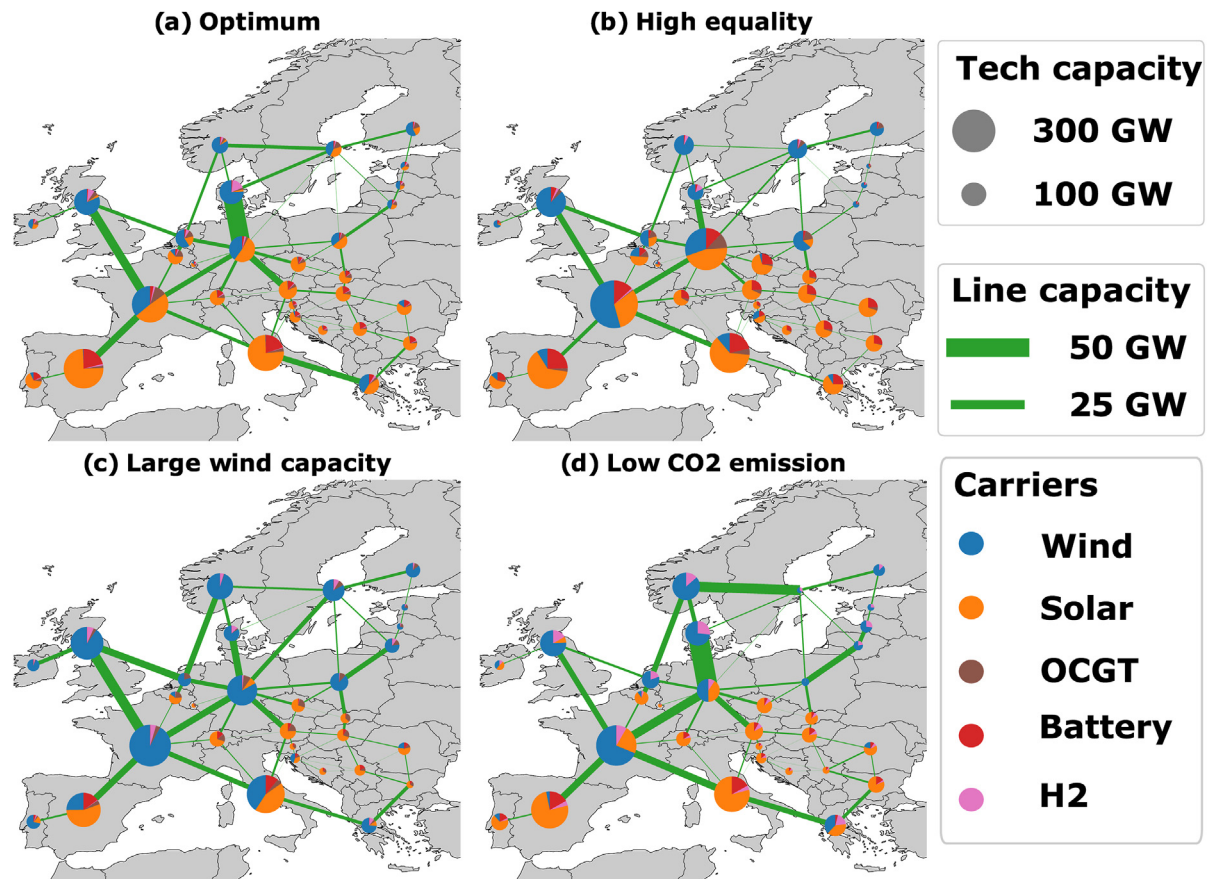 (a) Optimum
(b) High equality
Tech capacity
300 GW
100 GW
Line capacity
50 GW
25 GW
(c) Large wind capacity
(d) Low CO2 emission
Carriers
Wind
Solar
OCGT
Battery
H2